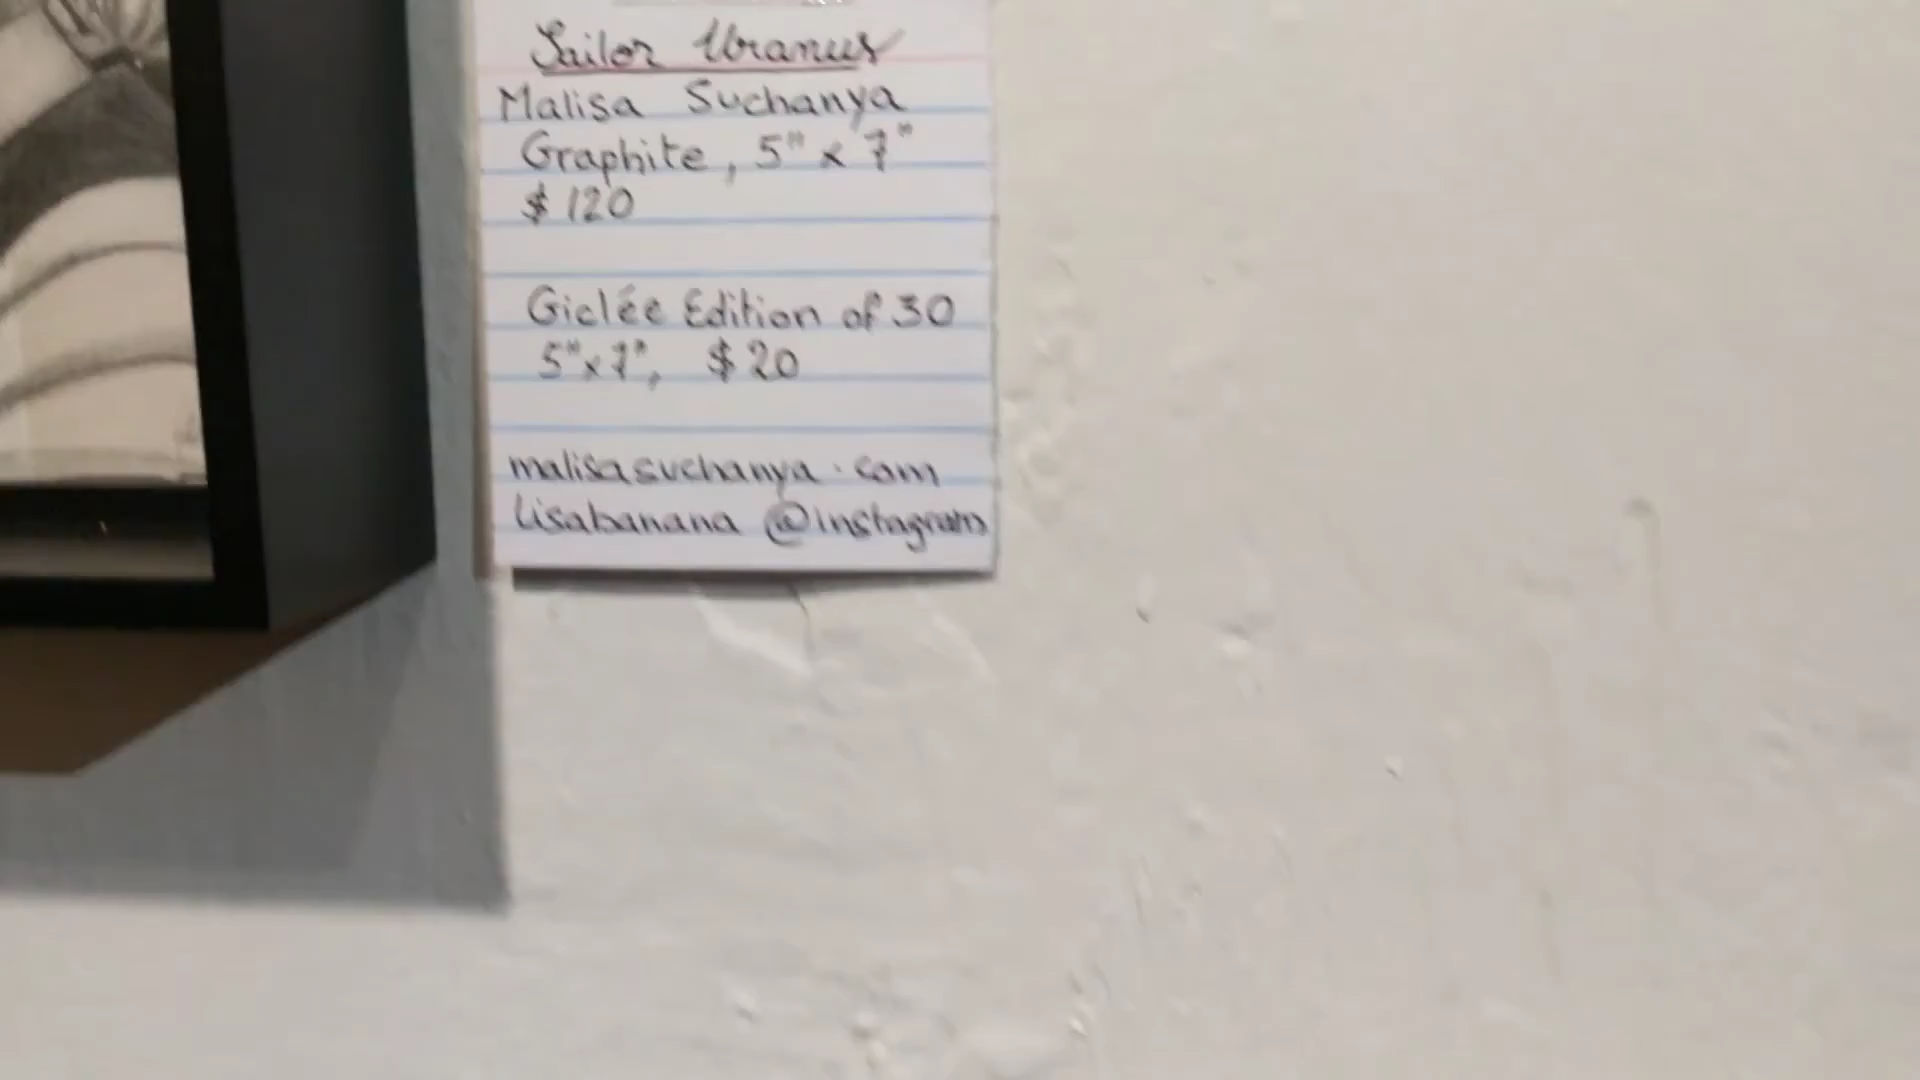 Sailor Uranus
Malisa Suchanya
Graphite, 5" x 7"
$120
Giclée Edition of 30
5"x7", $20
malisasuchanya.com
lisabanana @instagram